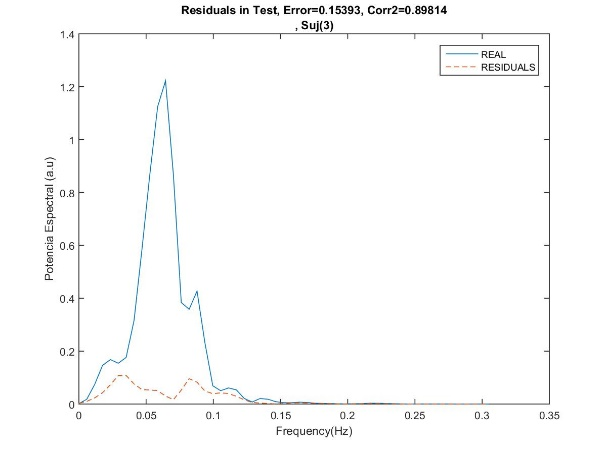 Residuals in Test, Error=0.15393, Corr2=0.89814
, Suj(3)
1.4
1.2
1
0.8
0.6
0.4
0.2
0
Potencia Espectral (a.u)
REAL
RESIDUALS
0 0.05 0.1 0.15 0.2 0.25 0.3 0.35
Frequency(Hz)